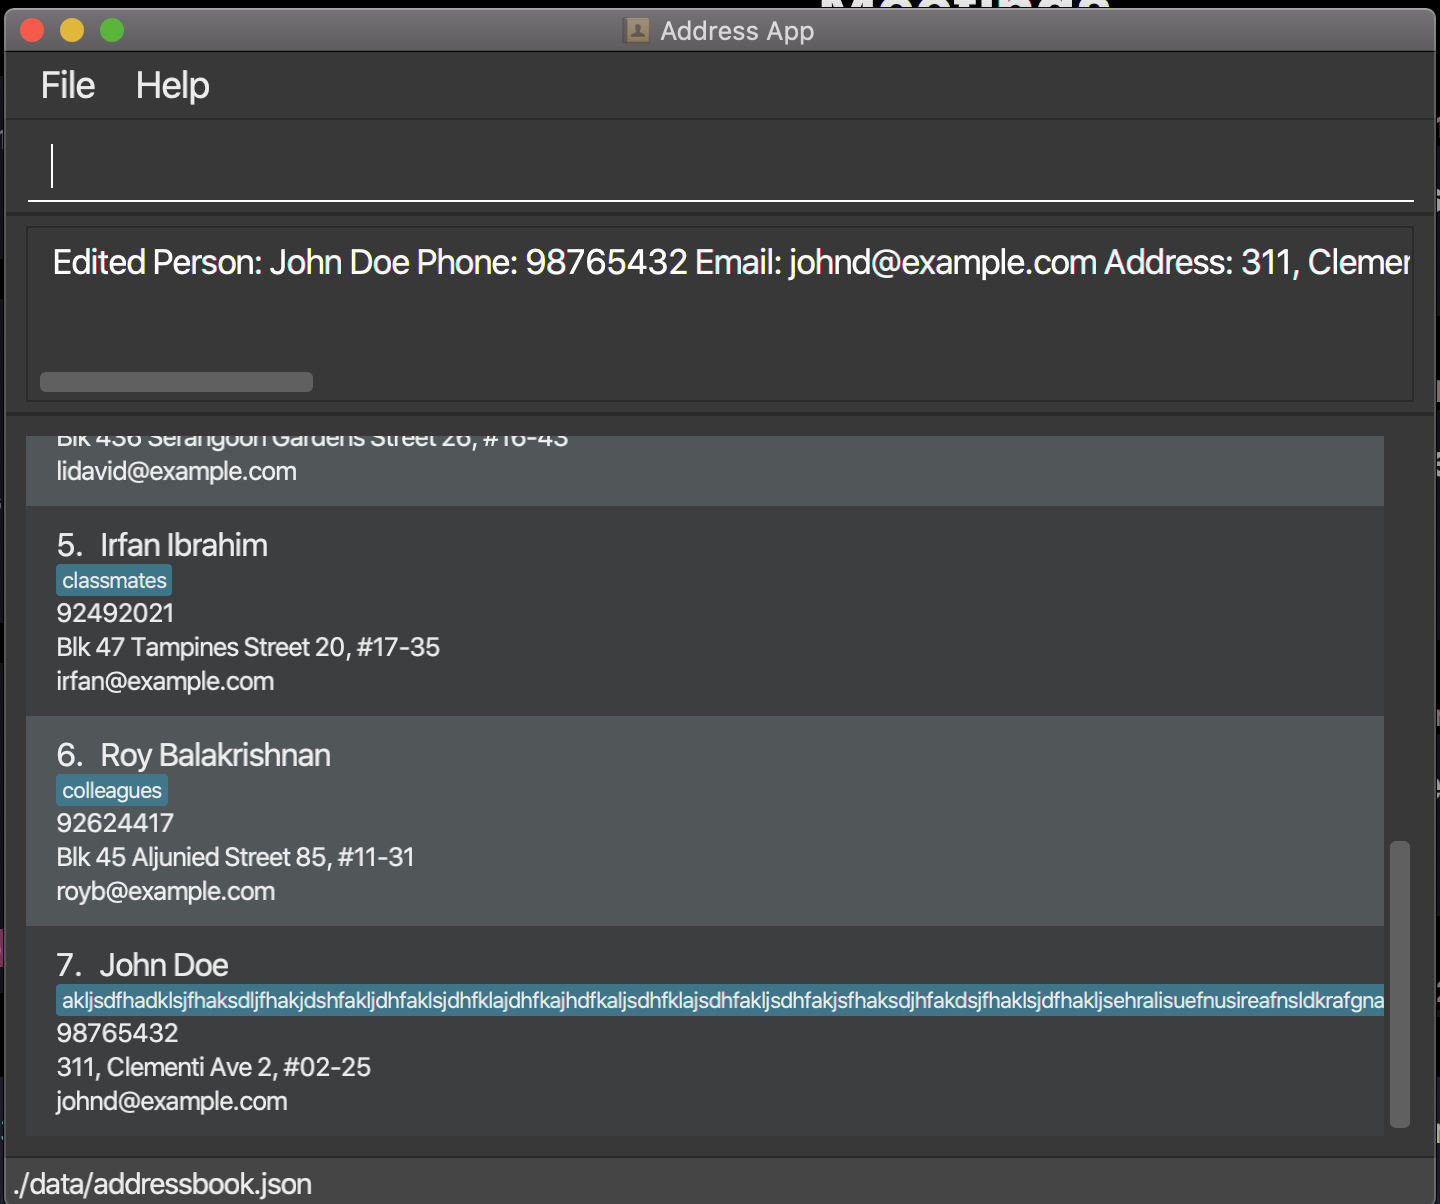 Address App
File Help
Edited Person: John Doe Phone: 98765432 Email: johnd@example.com Address: 311,
Blk 436 Serangoon Gardens Street 26, #16-43
lidavid@example.com
5. Irfan Ibrahim
classmates
92492021
Blk 47 Tampines Street 20, #17-35
irfan@example.com
6. Roy Balakrishnan
colleagues
92624417
Blk 45 Aljunied Street 85, #11-31
royb@example.com
7. John Doe
akljsdfhadklsjfhaksdljfhakjdshfakljdhfaklsjdhfklajdhfkajhdfkaljsdhfklajsdhfakljsdhfakjsfhaksdjhfakdsjfhaklsjdfhakljsehralisuefnusireafnsldkrafgna
98765432
311, Clementi Ave 2, #02-25
johnd@example.com
./data/addressbook.json